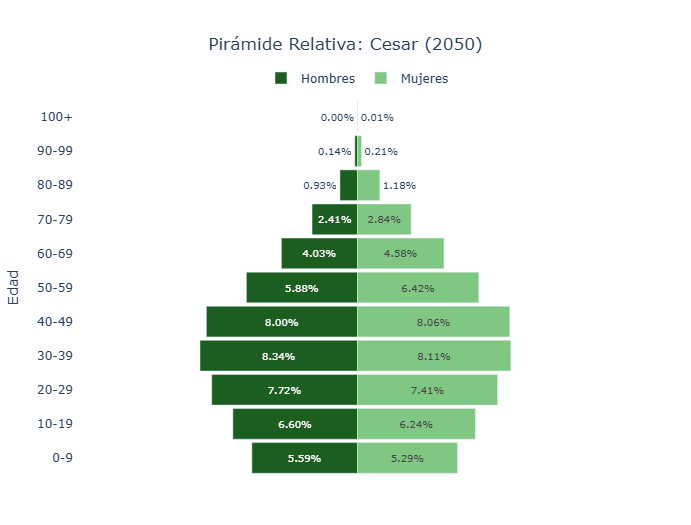 Pirámide Relativa: Cesar (2050)
Hombres Mujeres
100+ 0.00% 0.01%
90-99 0.14% 0.21%
80-89 0.93% 1.18%
70-79 2.41% 2.84%
60-69 4.03% 4.58%
50-59 5.88% 6.42%
40-49 8.00% 8.06%
30-39 8.34% 8.11%
20-29 7.72% 7.41%
10-19 6.60% 6.24%
0-9 5.59% 5.29%
Edad